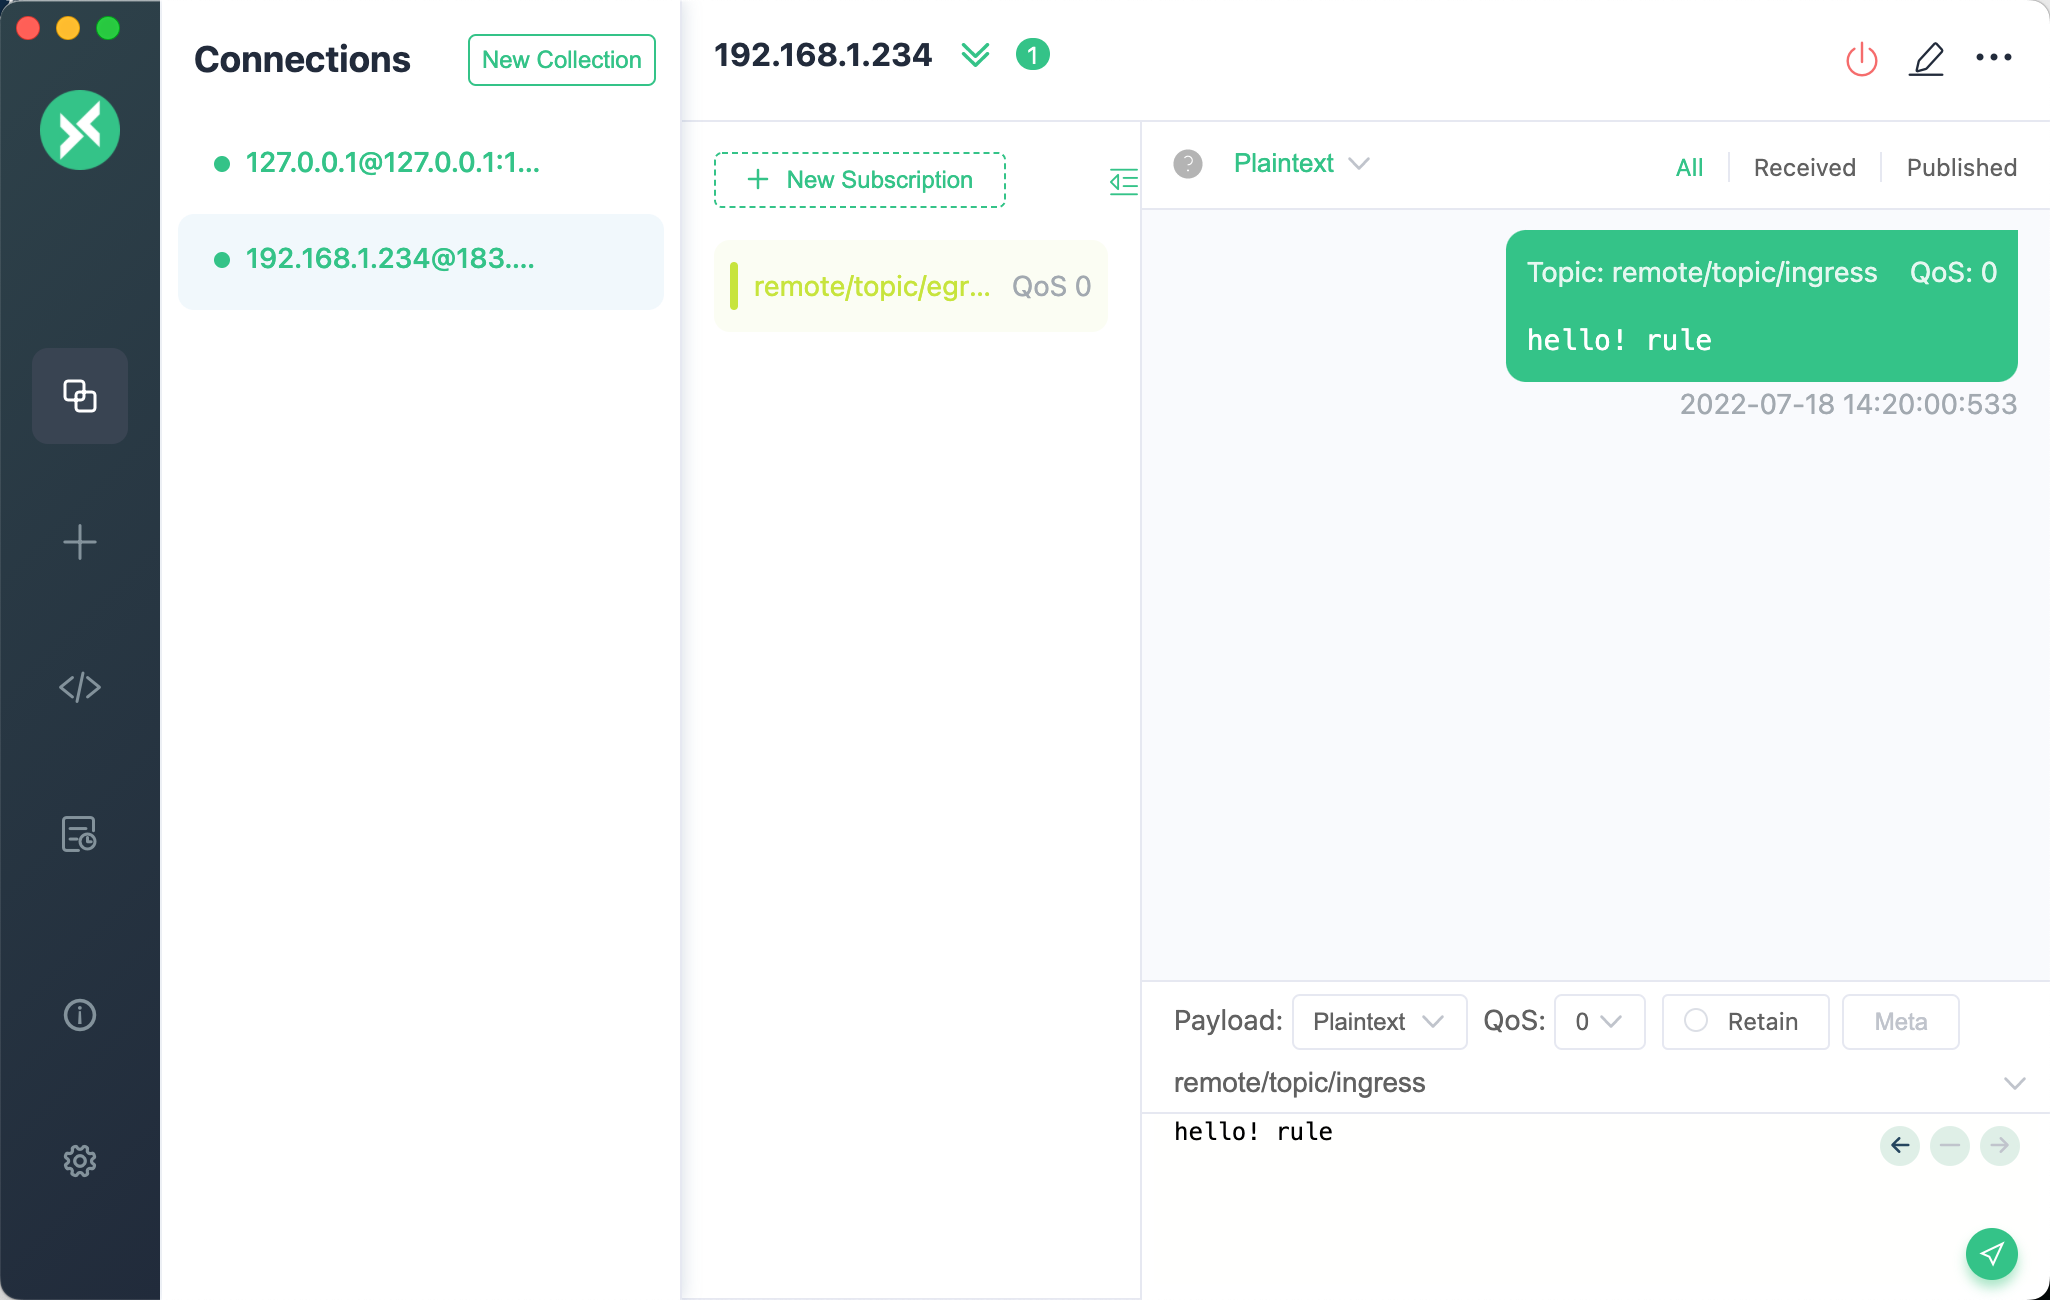 Connections
New Collection
127.0.0.1@127.0.0.1:1...
192.168.1.234@183....
192.168.1.234
1
New Subscription
remote/topic/egr...
QoS 0
?
Plaintext
All
Received
Published
Topic: remote/topic/ingress QoS: 0
hello! rule
2022-07-18 14:20:00:533
Payload:
Plaintext
QoS:
0
Retain
Meta
remote/topic/ingress
hello! rule